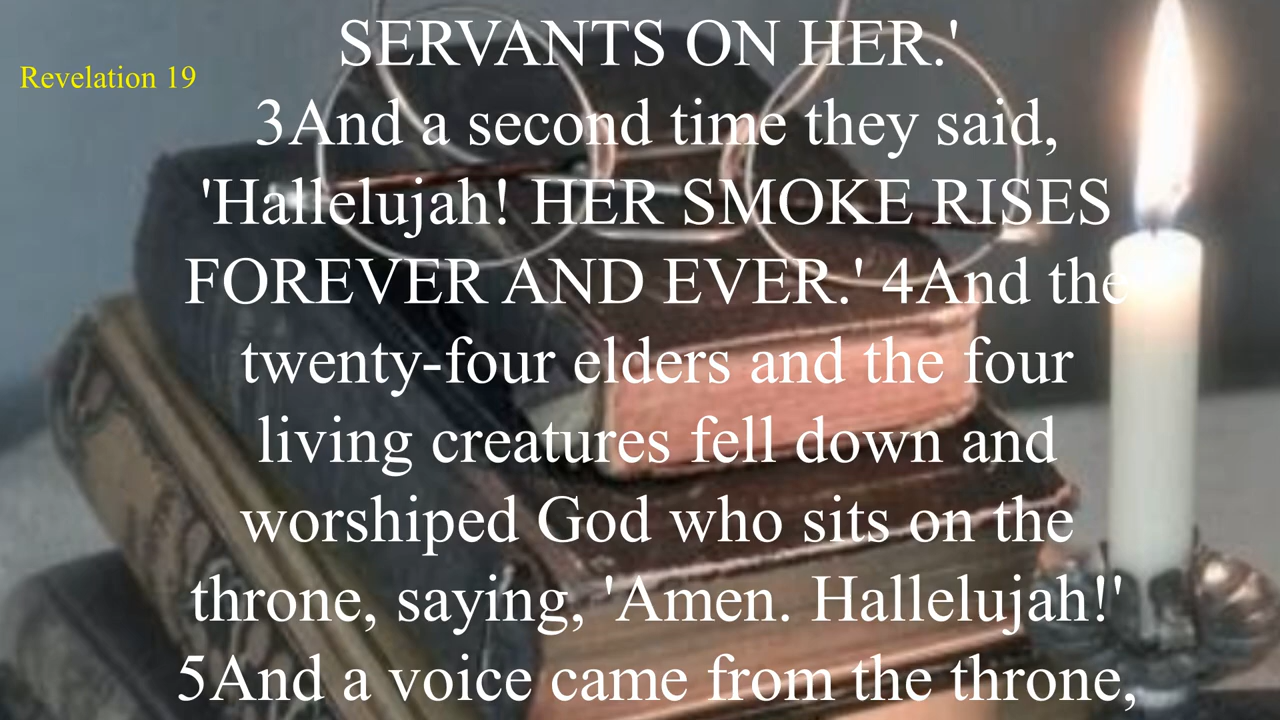 SERVANTS ON HER.'
Revelation 19
3And a second time they said,
'Hallelujah! HER SMOKE RISES
FOREVER AND EVER.' 4And the
twenty-four elders and the four
living creatures fell down and
worshiped God who sits on the
throne, saying, 'Amen. Hallelujah!'
5And a voice came from the throne,